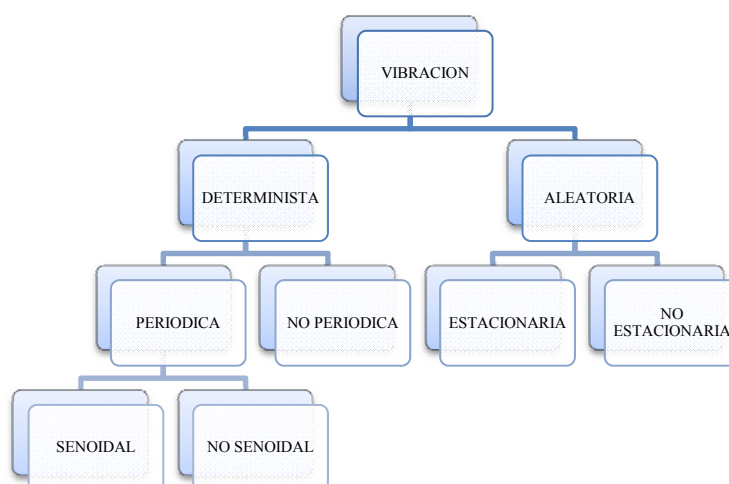 VIBRACION
DETERMINISTA
ALEATORIA
PERIODICA
NO PERIODICA
ESTACIONARIA
NO
ESTACIONARIA
SENOIDAL
NO SENOIDAL